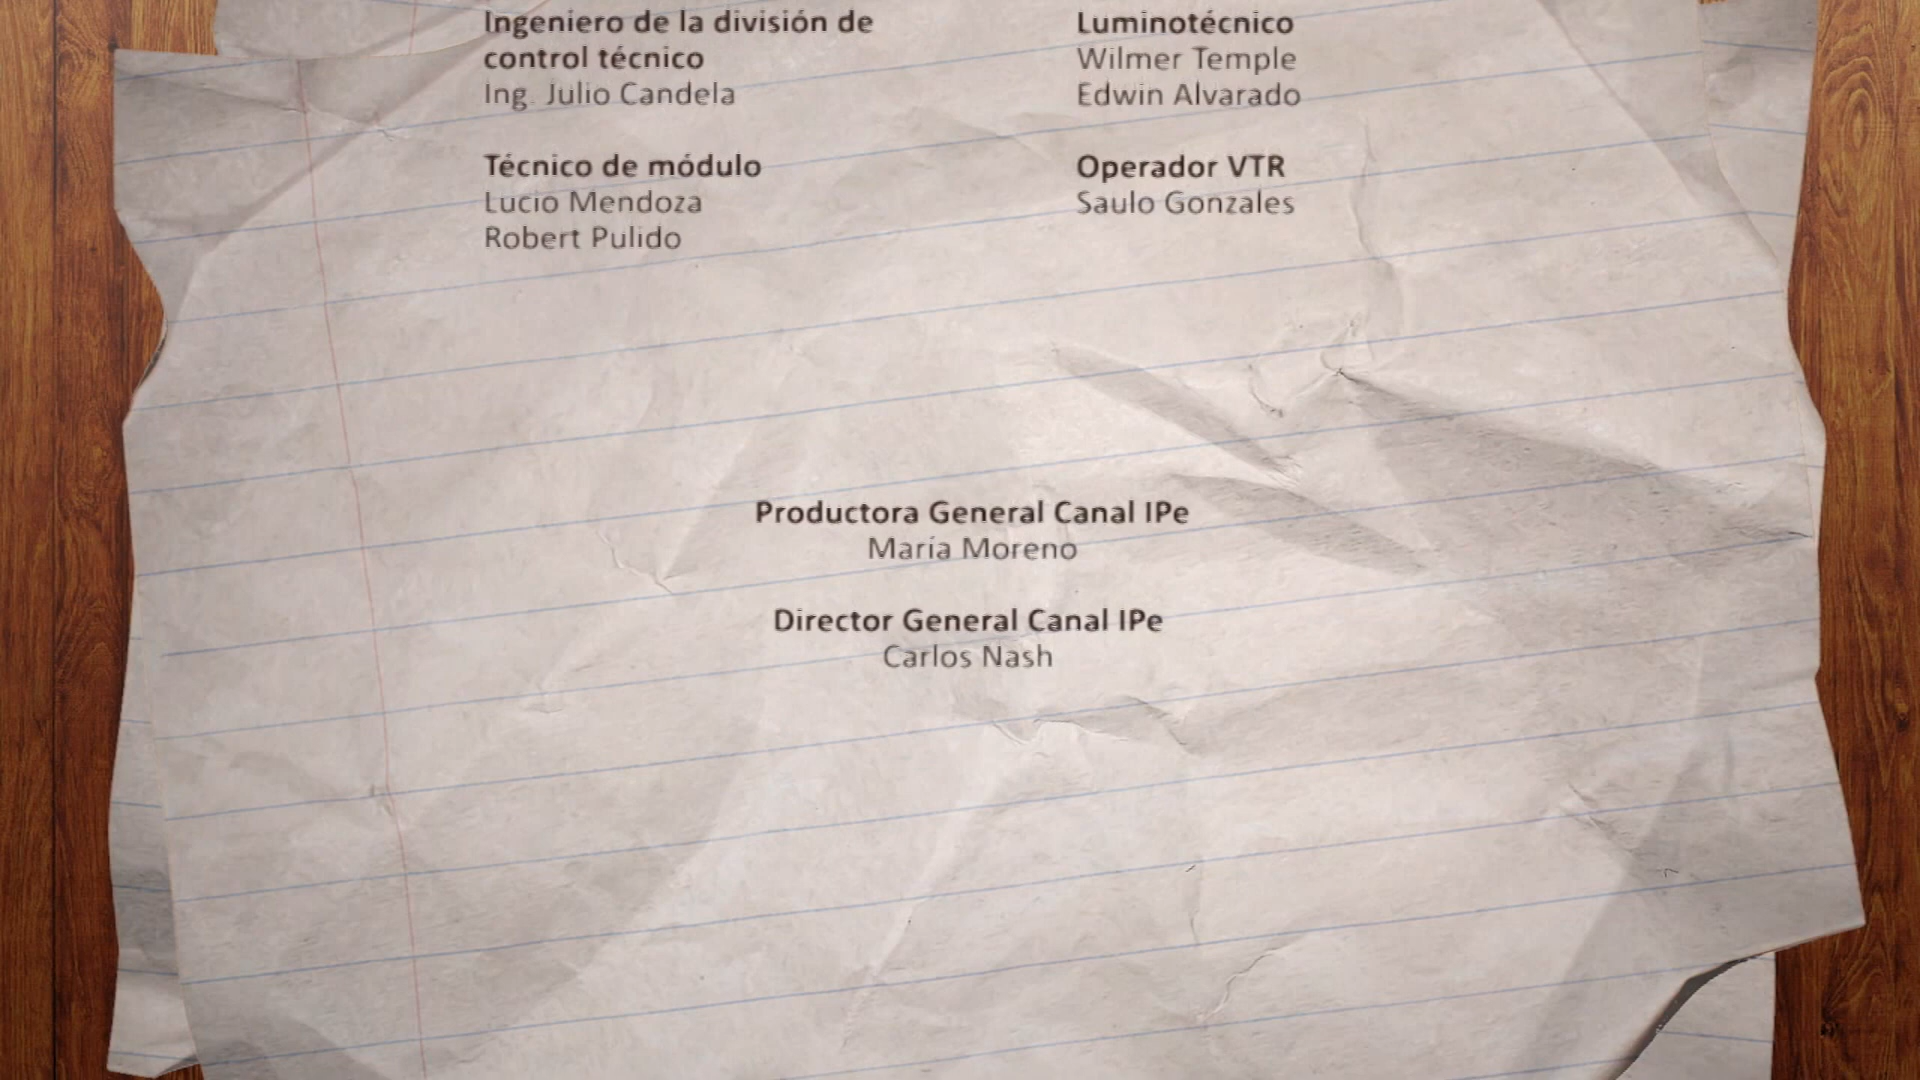 Ingeniero de la división de
control técnico
Ing. Julio Candela
Técnico de módulo
Lucio Mendoza
Robert Pulido
Luminotécnico
Wilmer Temple
Edwin Alvarado
Operador VTR
Saulo Gonzales
Productora General Canal IPe
María Moreno
Director General Canal IPe
Carlos Nash